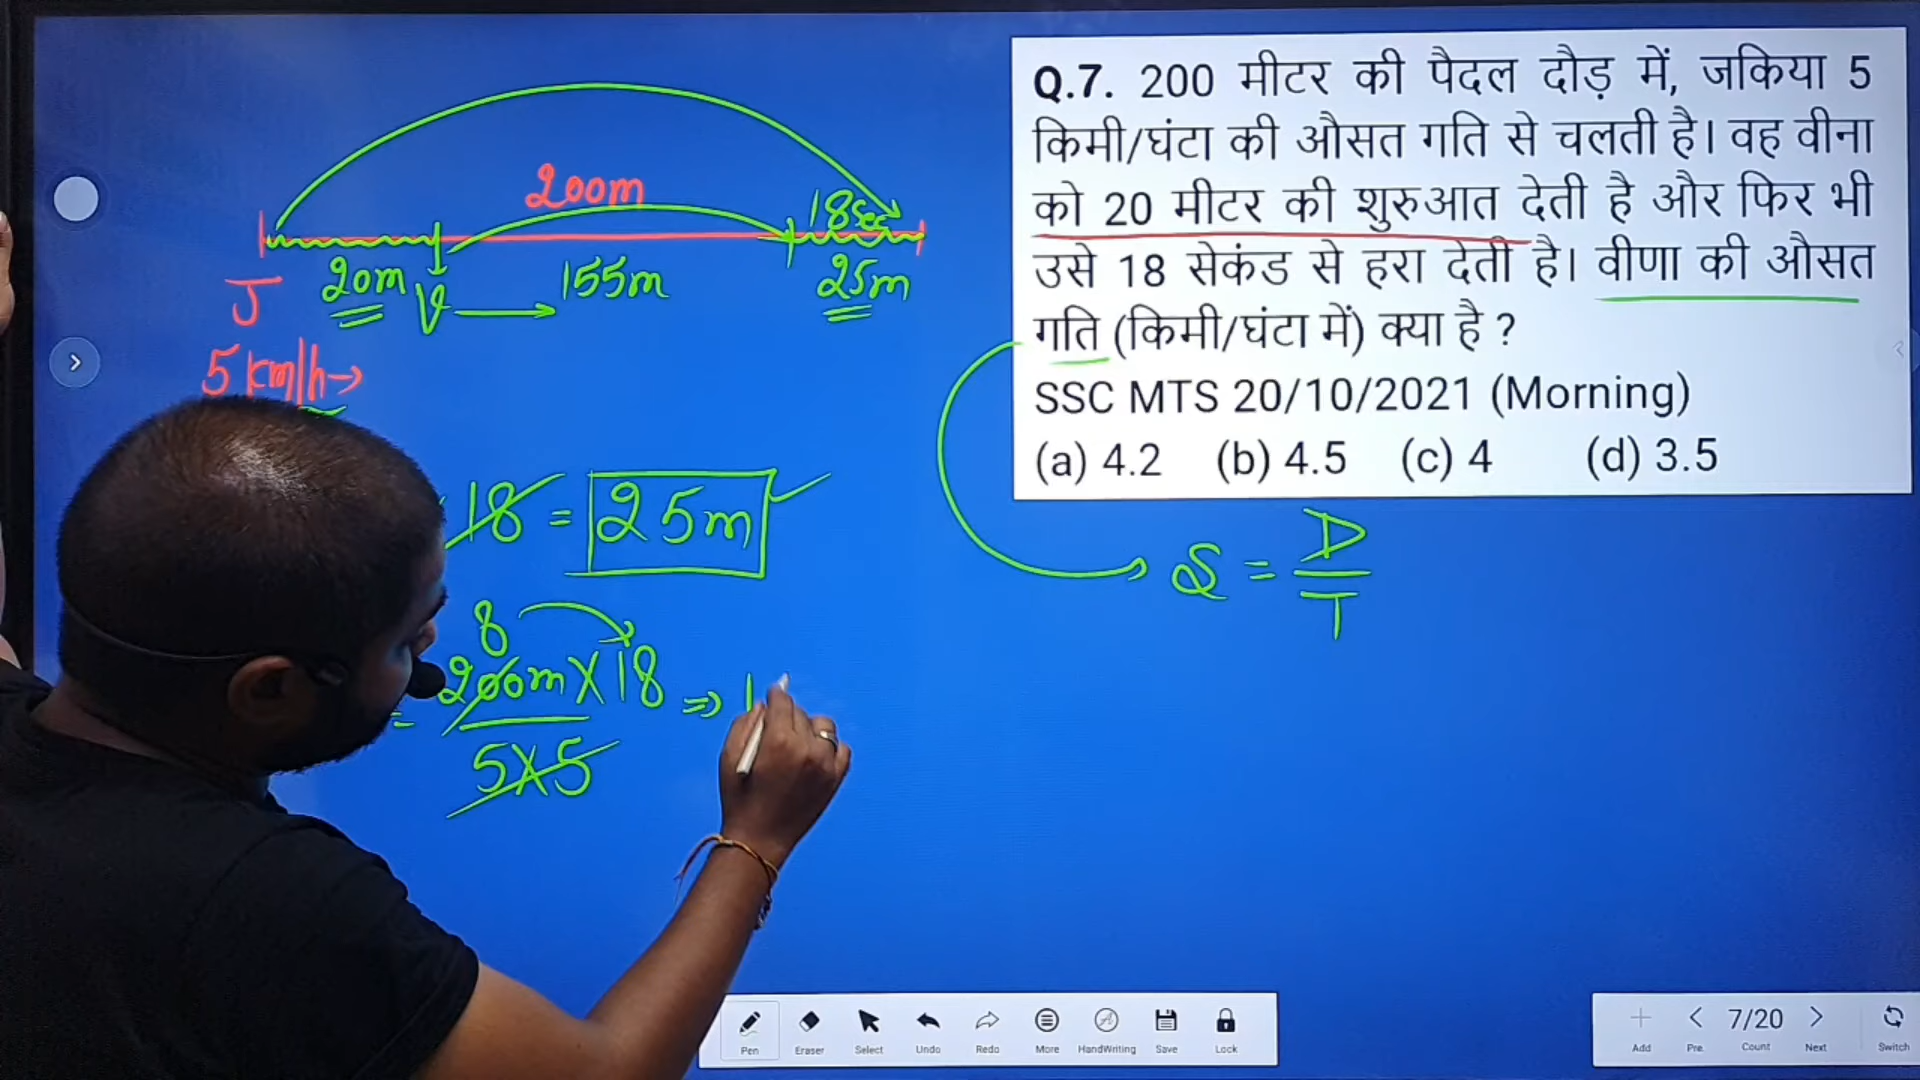 200m
18Sec
20m
155m
25m
J
V
5 km/h→
18 = 25m
8
= 200m×18 ⇒
5×5
Q.7. 200 मीटर की पैदल दौड़ में, जकिया 5
किमी/घंटा की औसत गति से चलती है। वह वीना
को 20 मीटर की शुरुआत देती है और फिर भी
उसे 18 सेकंड से हरा देती है। वीणा की औसत
गति (किमी/घंटा में) क्या है ?
SSC MTS 20/10/2021 (Morning)
(a) 4.2 (b) 4.5 (c) 4 (d) 3.5
S = D
T
Pen Eraser Select Undo Redo More HandWriting Save Lock
7/20
Add Pre. Count Next Switch